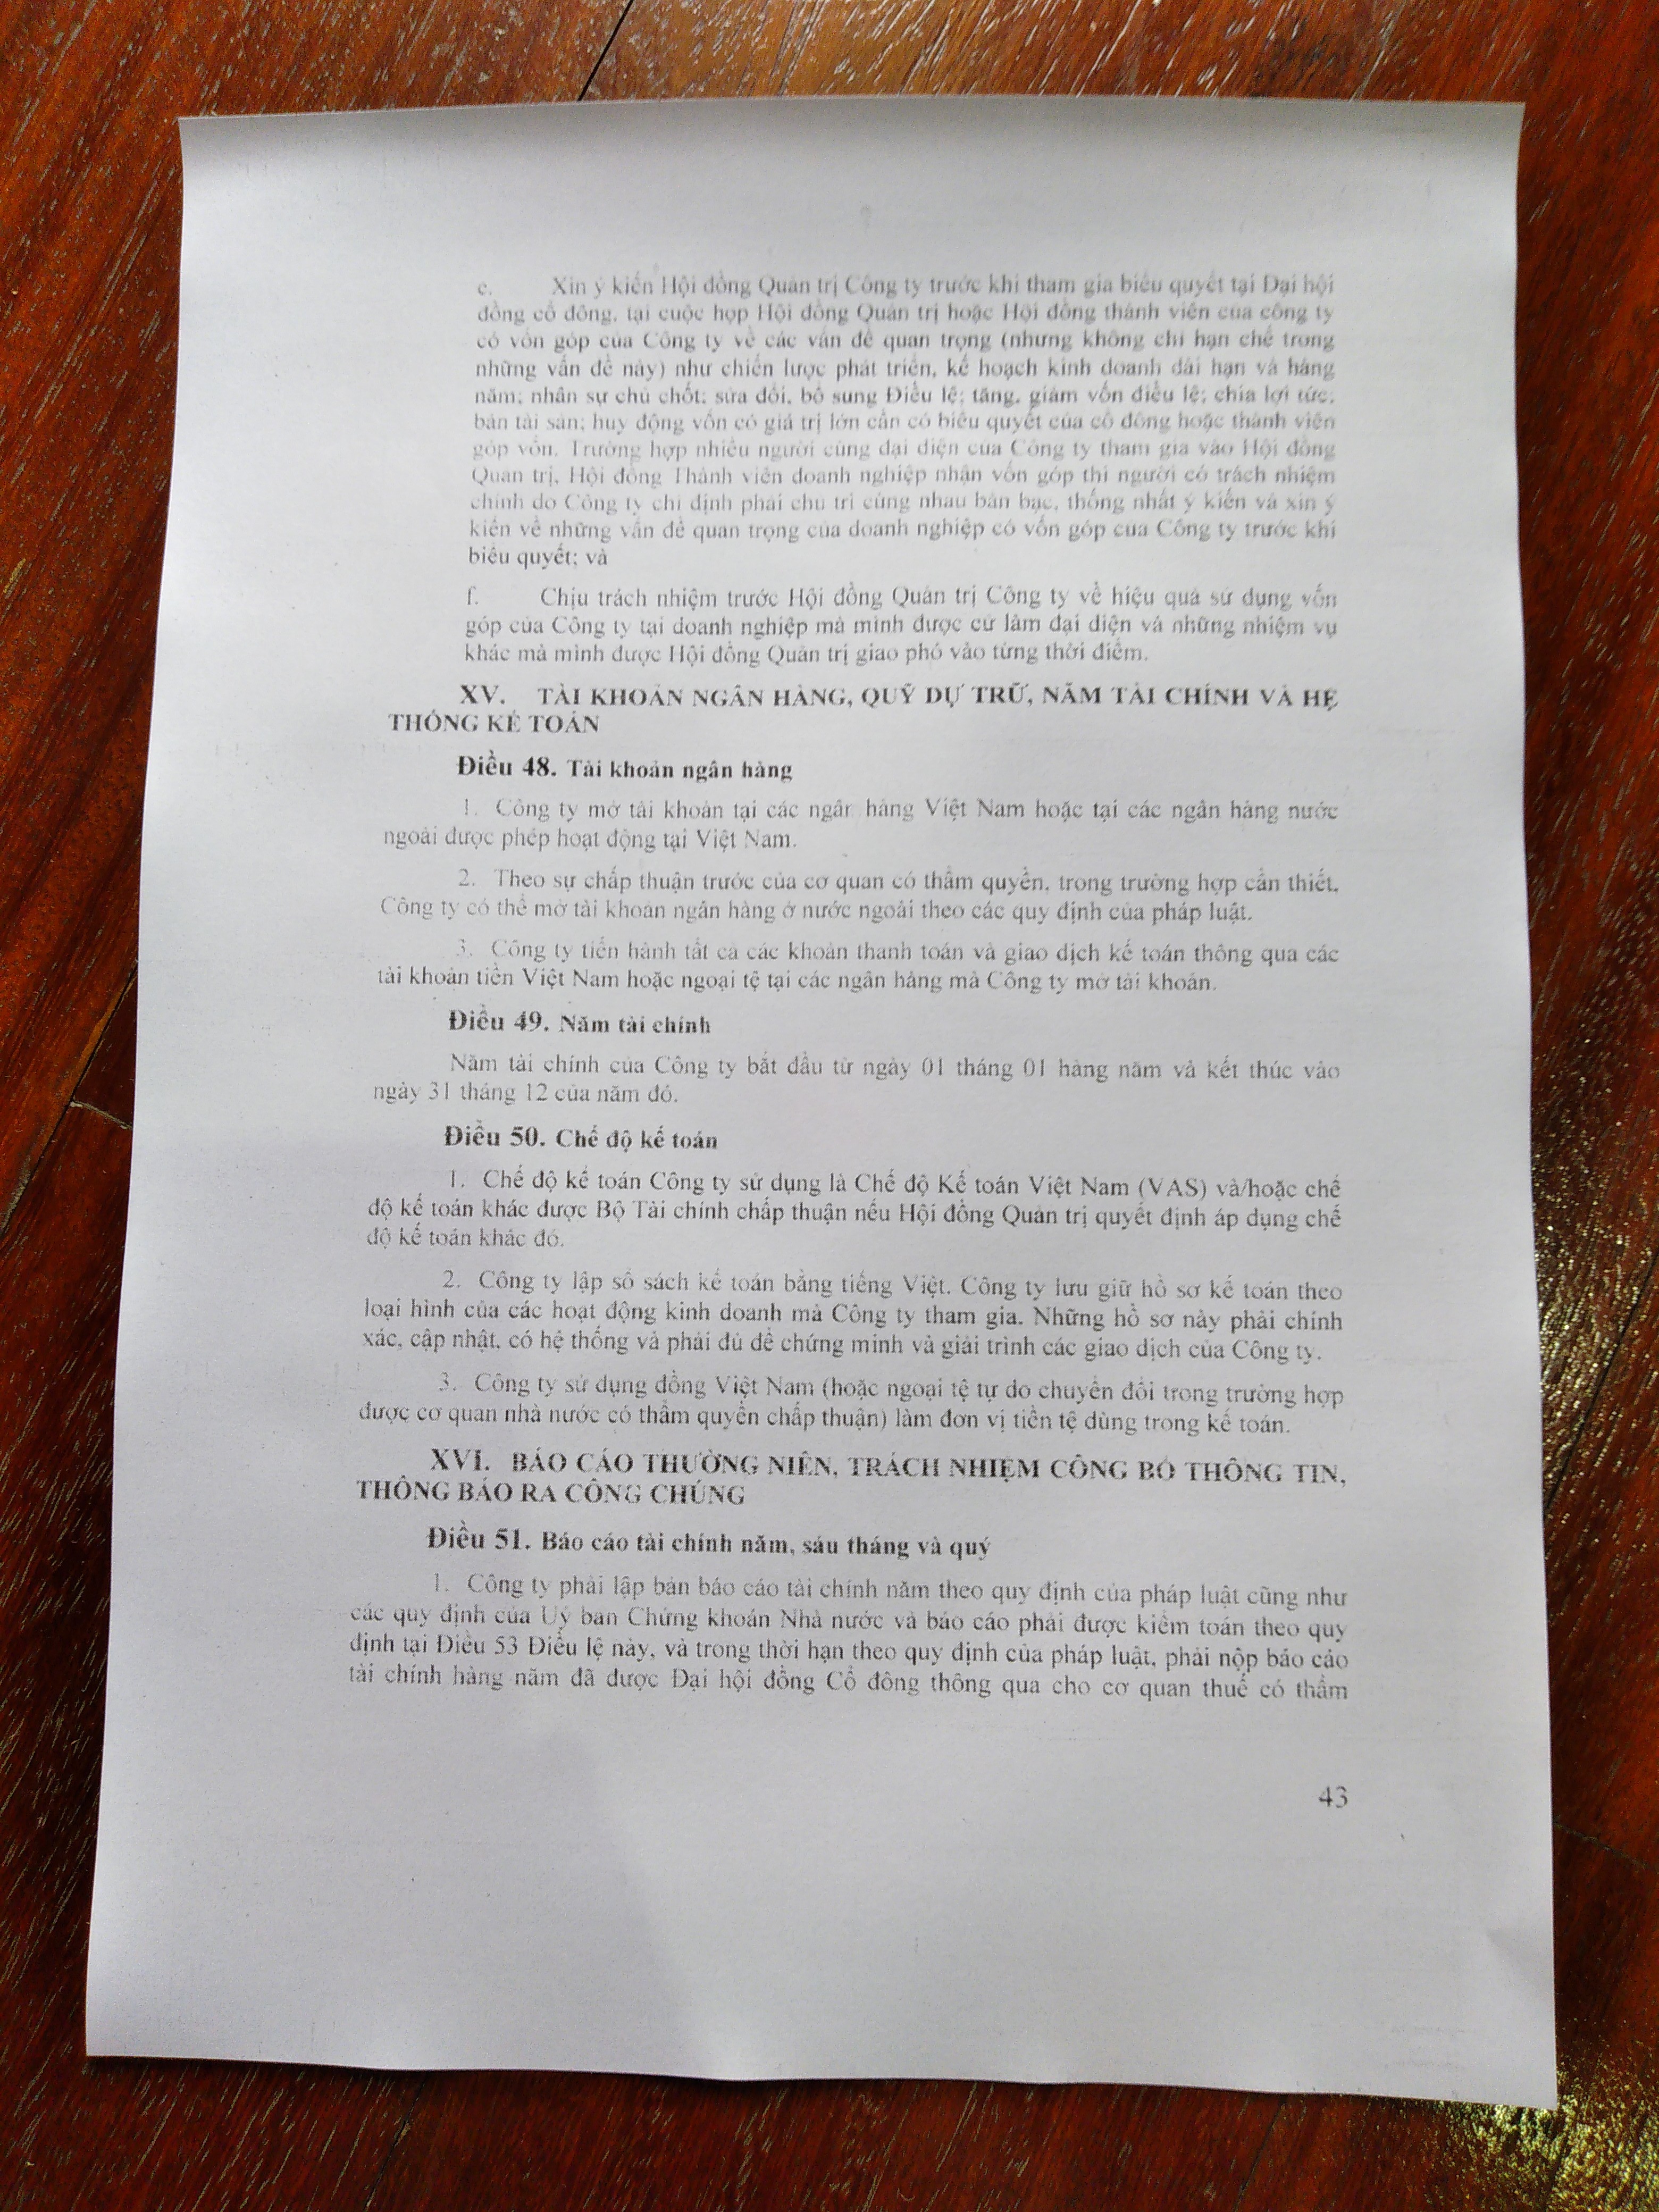 e. Xin ý kiến Hội đồng Quản trị Công ty trước khi tham gia biểu quyết tại Đại hội
đồng cổ đông, tại cuộc họp Hội đồng Quản trị hoặc Hội đồng thành viên của công ty
có vốn góp của Công ty về các vấn đề quan trọng (nhưng không chỉ hạn chế trong
những vấn đề này) như chiến lược phát triển, kế hoạch kinh doanh dài hạn và hàng
năm; nhân sự chủ chốt; sửa đổi, bổ sung Điều lệ; tăng, giảm vốn điều lệ; chia lợi tức;
bán tài sản; huy động vốn có giá trị lớn cần có biểu quyết của cổ đông hoặc thành viên
góp vốn. Trường hợp nhiều người cùng đại diện của Công ty tham gia vào Hội đồng
Quản trị, Hội đồng Thành viên doanh nghiệp nhận vốn góp thì người có trách nhiệm
chính do Công ty chỉ định phải chủ trì cùng nhau bàn bạc, thống nhất ý kiến và xin ý
kiến về những vấn đề quan trọng của doanh nghiệp có vốn góp của Công ty trước khi
biểu quyết; và
f. Chịu trách nhiệm trước Hội đồng Quản trị Công ty về hiệu quả sử dụng vốn
góp của Công ty tại doanh nghiệp mà mình được cử làm đại diện và những nhiệm vụ
khác mà mình được Hội đồng Quản trị giao phó vào từng thời điểm.
XV. TÀI KHOẢN NGÂN HÀNG, QUỸ DỰ TRỮ, NĂM TÀI CHÍNH VÀ HỆ
THỐNG KẾ TOÁN
Điều 48. Tài khoản ngân hàng
1. Công ty mở tài khoản tại các ngân hàng Việt Nam hoặc tại các ngân hàng nước
ngoài được phép hoạt động tại Việt Nam.
2. Theo sự chấp thuận trước của cơ quan có thẩm quyền, trong trường hợp cần thiết,
Công ty có thể mở tài khoản ngân hàng ở nước ngoài theo các quy định của pháp luật.
3. Công ty tiến hành tất cả các khoản thanh toán và giao dịch kế toán thông qua các
tài khoản tiền Việt Nam hoặc ngoại tệ tại các ngân hàng mà Công ty mở tài khoản.
Điều 49. Năm tài chính
Năm tài chính của Công ty bắt đầu từ ngày 01 tháng 01 hàng năm và kết thúc vào
ngày 31 tháng 12 của năm đó.
Điều 50. Chế độ kế toán
1. Chế độ kế toán Công ty sử dụng là Chế độ Kế toán Việt Nam (VAS) và/hoặc chế
độ kế toán khác được Bộ Tài chính chấp thuận nếu Hội đồng Quản trị quyết định áp dụng chế
độ kế toán khác đó.
2. Công ty lập sổ sách kế toán bằng tiếng Việt. Công ty lưu giữ hồ sơ kế toán theo
loại hình của các hoạt động kinh doanh mà Công ty tham gia. Những hồ sơ này phải chính
xác, cập nhật, có hệ thống và phải đủ để chứng minh và giải trình các giao dịch của Công ty.
3. Công ty sử dụng đồng Việt Nam (hoặc ngoại tệ tự do chuyển đổi trong trường hợp
được cơ quan nhà nước có thẩm quyền chấp thuận) làm đơn vị tiền tệ dùng trong kế toán.
XVI. BÁO CÁO THƯỜNG NIÊN, TRÁCH NHIỆM CÔNG BỐ THÔNG TIN,
THÔNG BÁO RA CÔNG CHÚNG
Điều 51. Báo cáo tài chính năm, sáu tháng và quý
1. Công ty phải lập bản báo cáo tài chính năm theo quy định của pháp luật cũng như
các quy định của Uỷ ban Chứng khoán Nhà nước và báo cáo phải được kiểm toán theo quy
định tại Điều 53 Điều lệ này, và trong thời hạn theo quy định của pháp luật, phải nộp báo cáo
tài chính hàng năm đã được Đại hội đồng Cổ đông thông qua cho cơ quan thuế có thẩm
43